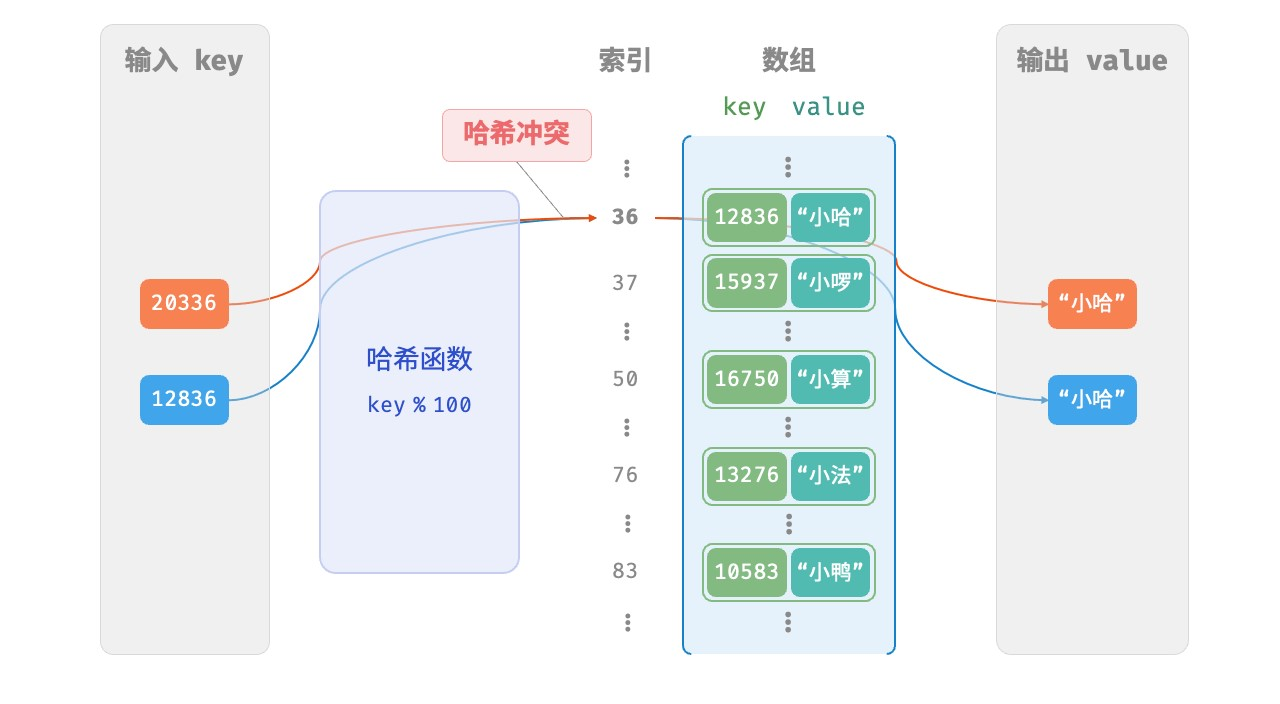 输入 key
索引
数组
输出 value
key value
哈希冲突
36
12836 “小哈”
37
15937 “小啰”
20336
“小哈”
哈希函数
key % 100
50
16750 “小算”
12836
“小哈”
76
13276 “小法”
83
10583 “小鸭”